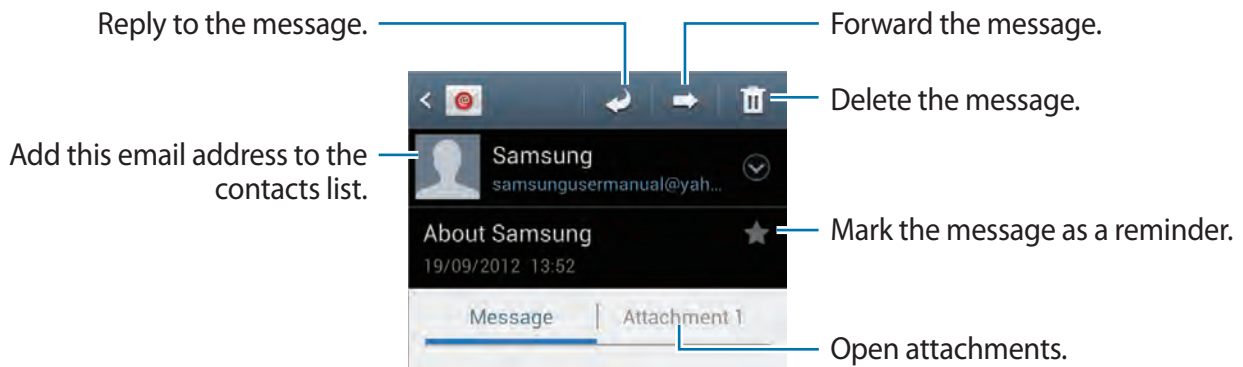 Reply to the message.
Forward the message.
Delete the message.
Samsung
samsungusermanual@yah...
Add this email address to the
contacts list.
About Samsung
19/09/2012 13:52
Mark the message as a reminder.
Message
Attachment 1
Open attachments.